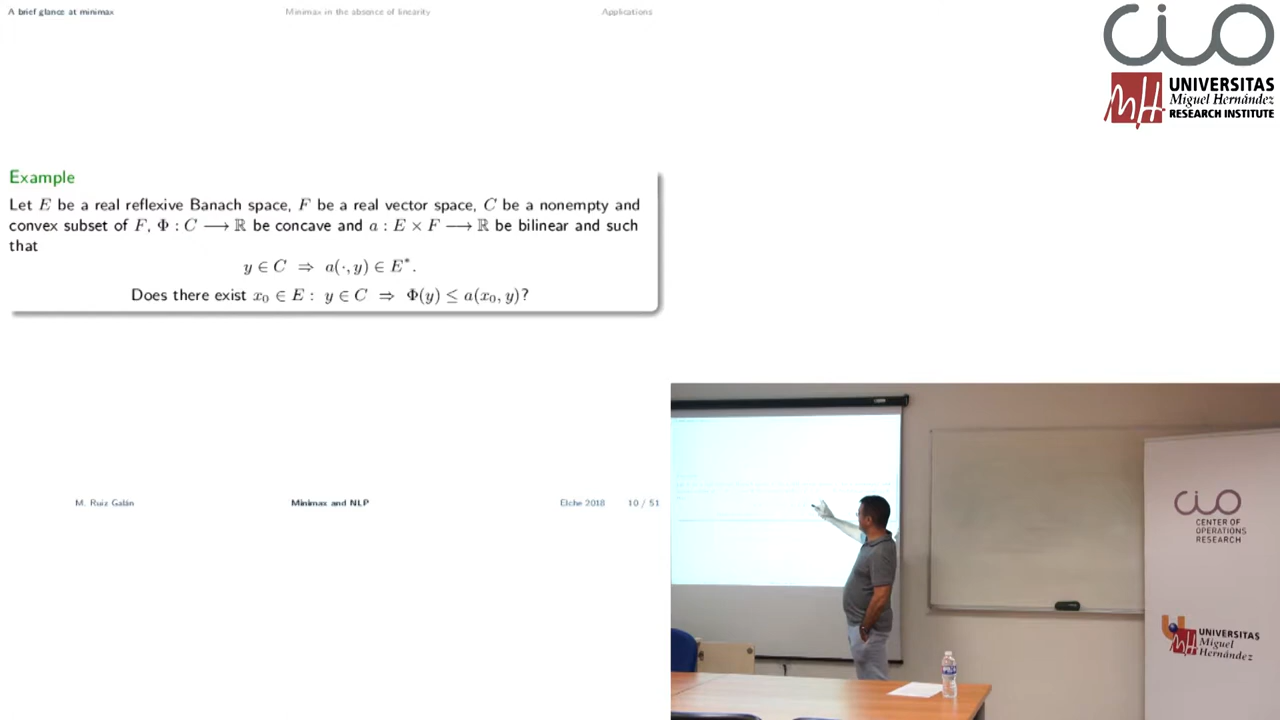 A brief glance at minimax
Minimax in the absence of linearity
Applications
Example
Let E be a real reflexive Banach space, F be a real vector space, C be a nonempty and
convex subset of F, Φ : C ⟶ ℝ be concave and a : E × F ⟶ ℝ be bilinear and such
that
y ∈ C ⇒ a(·, y) ∈ E*.
Does there exist x₀ ∈ E : y ∈ C ⇒ Φ(y) ≤ a(x₀, y)?
M. Ruiz Galán
Minimax and NLP
Elche 2018
10 / 51
CIO
UNIVERSITAS
Miguel Hernández
RESEARCH INSTITUTE
CIO
CENTER OF
OPERATIONS
RESEARCH
UNIVERSITAS
Miguel
Hernández